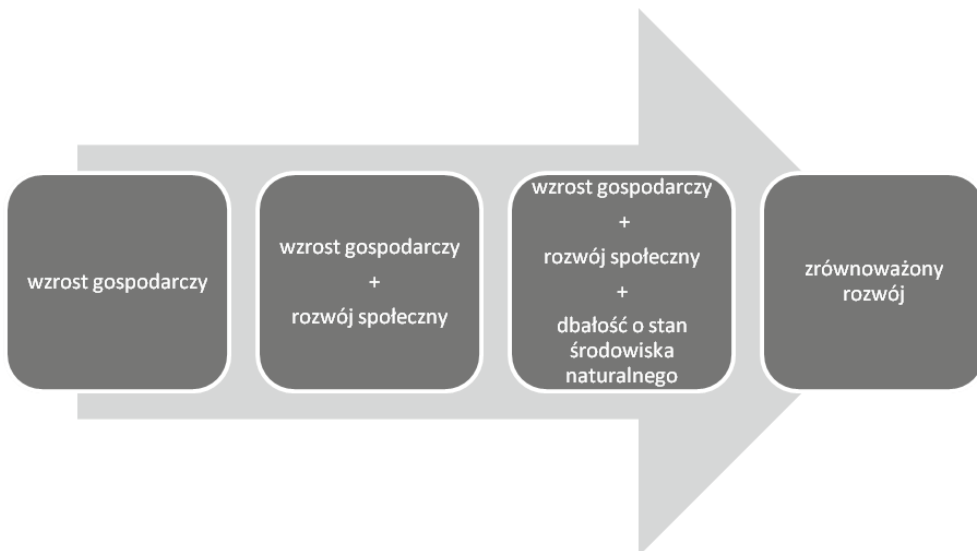 wzrost gospodarczy
wzrost gospodarczy
+
rozwój społeczny
wzrost gospodarczy
+
rozwój społeczny
+
dbałość o stan
środowiska
naturalnego
zrównoważony
rozwój